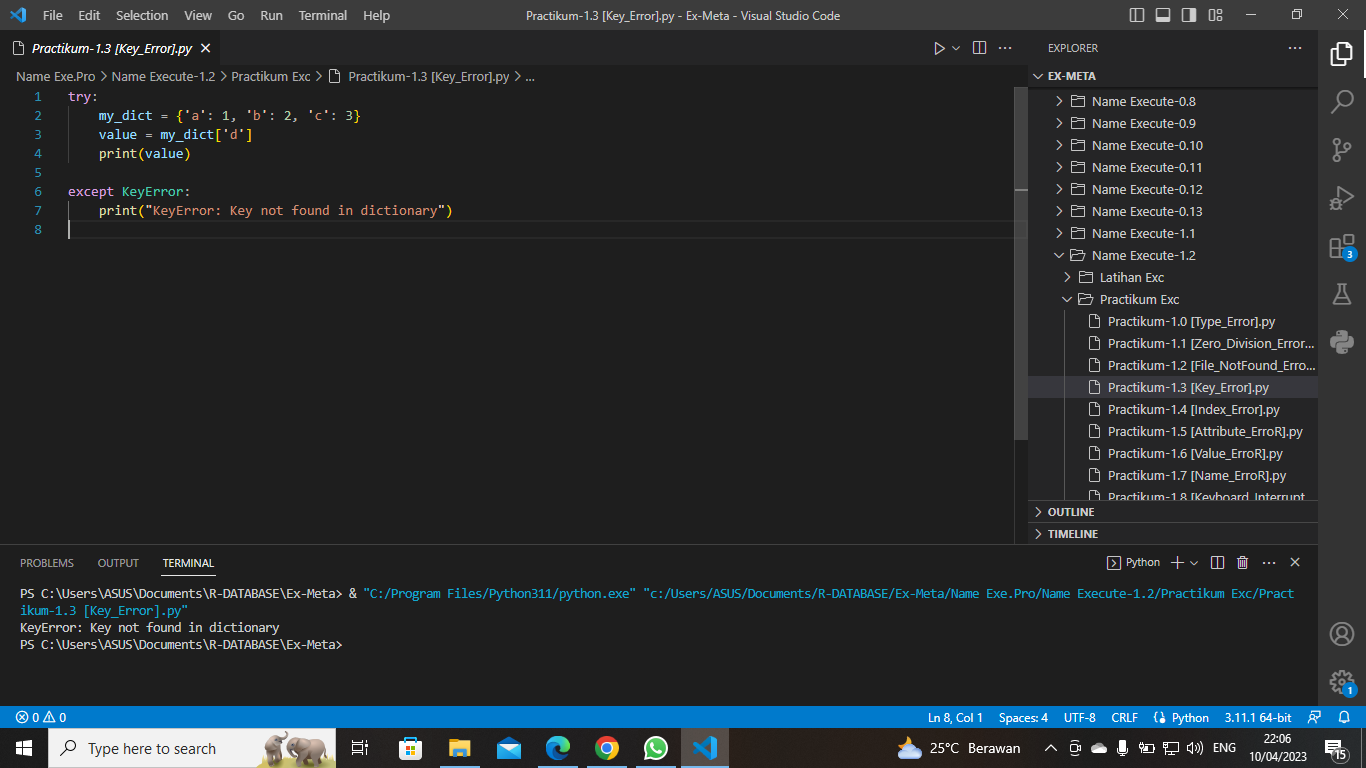 File Edit Selection View Go Run Terminal Help Practikum-1.3 [Key_Error].py - Ex-Meta - Visual Studio Code
Practikum-1.3 [Key_Error].py
Name Exe.Pro > Name Execute-1.2 > Practikum Exc > Practikum-1.3 [Key_Error].py > ...
1 try:
2 my_dict = {'a': 1, 'b': 2, 'c': 3}
3 value = my_dict['d']
4 print(value)
5
6 except KeyError:
7 print("KeyError: Key not found in dictionary")
8
EXPLORER
EX-META
Name Execute-0.8
Name Execute-0.9
Name Execute-0.10
Name Execute-0.11
Name Execute-0.12
Name Execute-0.13
Name Execute-1.1
Name Execute-1.2
Latihan Exc
Practikum Exc
Practikum-1.0 [Type_Error].py
Practikum-1.1 [Zero_Division_Error...
Practikum-1.2 [File_NotFound_Erro...
Practikum-1.3 [Key_Error].py
Practikum-1.4 [Index_Error].py
Practikum-1.5 [Attribute_ErroR].py
Practikum-1.6 [Value_ErroR].py
Practikum-1.7 [Name_ErroR].py
Practikum-1.8 [Keyboard_Interrupt
OUTLINE
TIMELINE
3
1
PROBLEMS OUTPUT TERMINAL Python
PS C:\Users\ASUS\Documents\R-DATABASE\Ex-Meta> & "C:/Program Files/Python311/python.exe" "c:/Users/ASUS/Documents/R-DATABASE/Ex-Meta/Name Exe.Pro/Name Execute-1.2/Practikum Exc/Pract
ikum-1.3 [Key_Error].py"
KeyError: Key not found in dictionary
PS C:\Users\ASUS\Documents\R-DATABASE\Ex-Meta>
0 0 Ln 8, Col 1 Spaces: 4 UTF-8 CRLF Python 3.11.1 64-bit
Type here to search 25°C Berawan ENG 22:06
10/04/2023 15